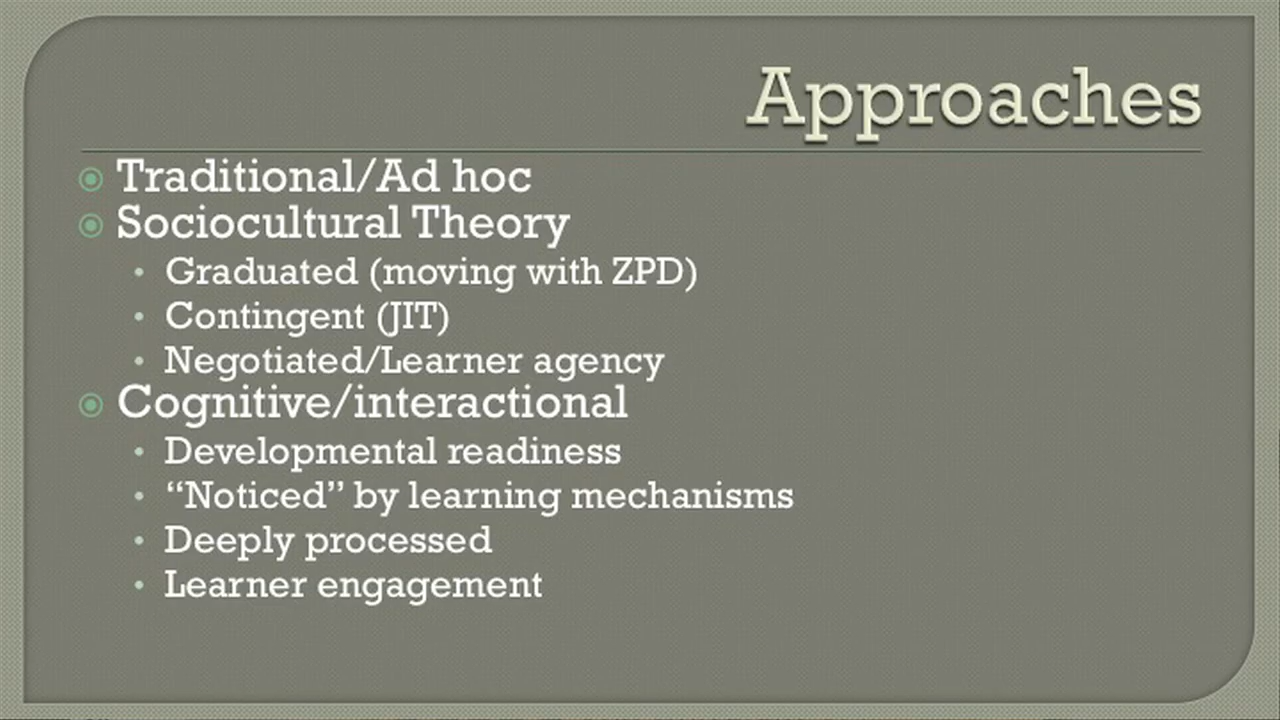 Approaches
Traditional/Ad hoc
Sociocultural Theory
Graduated (moving with ZPD)
Contingent (JIT)
Negotiated/Learner agency
Cognitive/interactional
Developmental readiness
“Noticed” by learning mechanisms
Deeply processed
Learner engagement